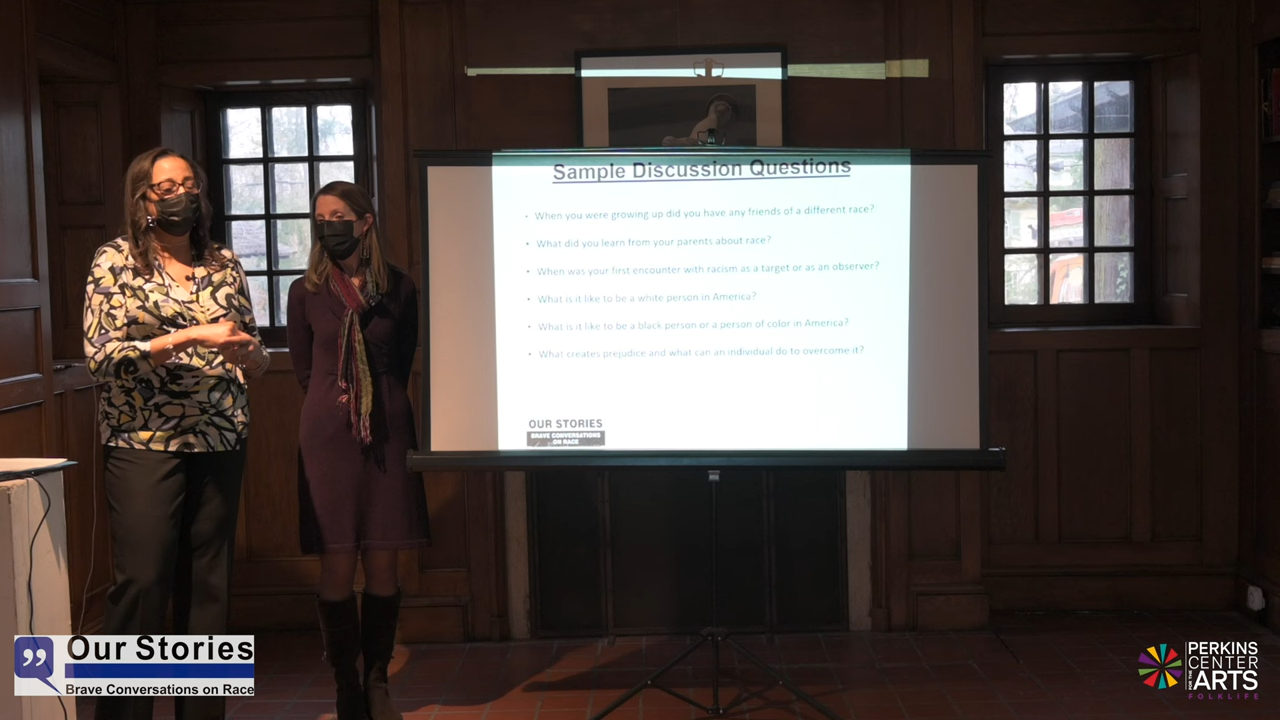 Sample Discussion Questions
• When you were growing up did you have any friends of a different race?
• What did you learn from your parents about race?
• When was your first encounter with racism as a target or as an observer?
• What is it like to be a white person in America?
• What is it like to be a black person or a person of color in America?
• What creates prejudice and what can an individual do to overcome it?
OUR STORIES
BRAVE CONVERSATIONS
ON RACE
Our Stories
Brave Conversations on Race
PERKINS
CENTER
FOR THE ARTS
FOLKLIFE